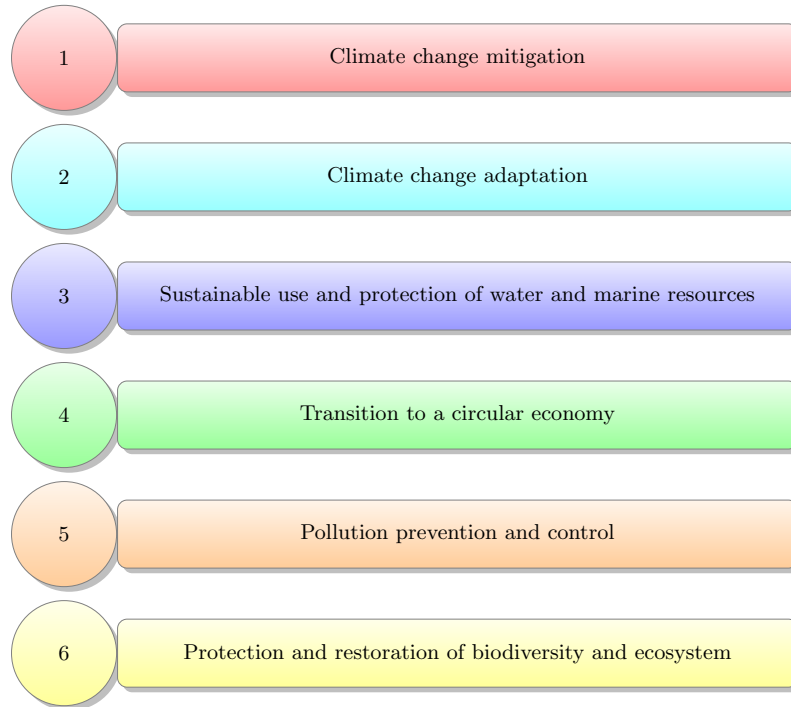 1 Climate change mitigation
2 Climate change adaptation
3 Sustainable use and protection of water and marine resources
4 Transition to a circular economy
5 Pollution prevention and control
6 Protection and restoration of biodiversity and ecosystem